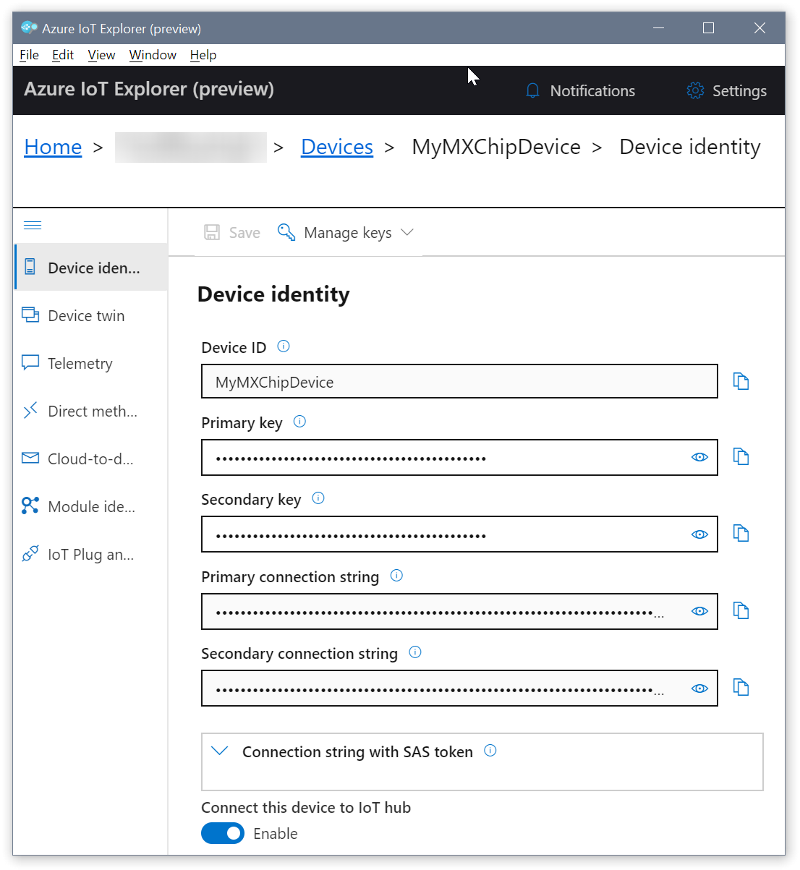 Azure IoT Explorer (preview)
File Edit View Window Help
Azure IoT Explorer (preview) Notifications Settings
Home > > Devices > MyMXChipDevice > Device identity
Save Manage keys
Device iden...
Device twin
Telemetry
Direct meth...
Cloud-to-d...
Module ide...
IoT Plug an...
Device identity
Device ID
MyMXChipDevice
Primary key
Secondary key
Primary connection string
...
Secondary connection string
...
Connection string with SAS token
Connect this device to IoT hub
Enable